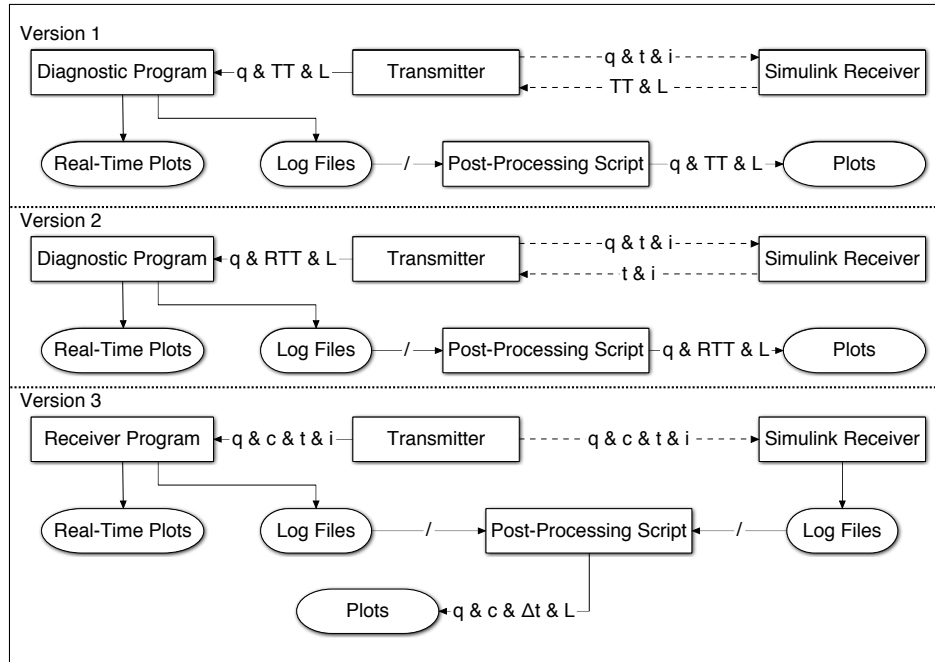 Version 1
Diagnostic Program
q & TT & L
Transmitter
q & t & i
TT & L
Simulink Receiver
Real-Time Plots
Log Files
/
Post-Processing Script
q & TT & L
Plots
Version 2
Diagnostic Program
q & RTT & L
Transmitter
q & t & i
t & i
Simulink Receiver
Real-Time Plots
Log Files
/
Post-Processing Script
q & RTT & L
Plots
Version 3
Receiver Program
q & c & t & i
Transmitter
q & c & t & i
Simulink Receiver
Real-Time Plots
Log Files
/
Post-Processing Script
/
Log Files
Plots
q & c & Δt & L